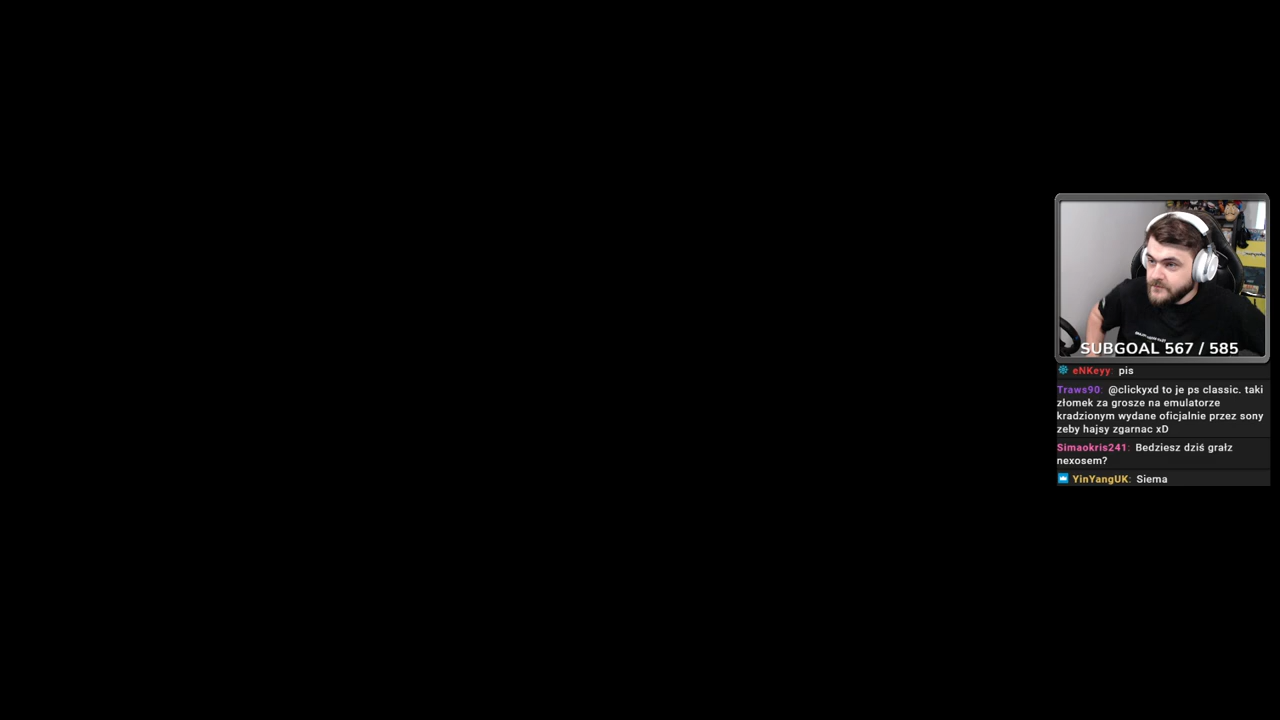 SUBGOAL 567 / 585
eNKeyy: pis
Traws90: @clickyxd to je ps classic. taki
złomek za grosze na emulatorze
kradzionym wydane oficjalnie przez sony
zeby hajsy zgarnac xD
Simaokris241: Bedziesz dziś grałz
nexosem?
YinYangUK: Siema